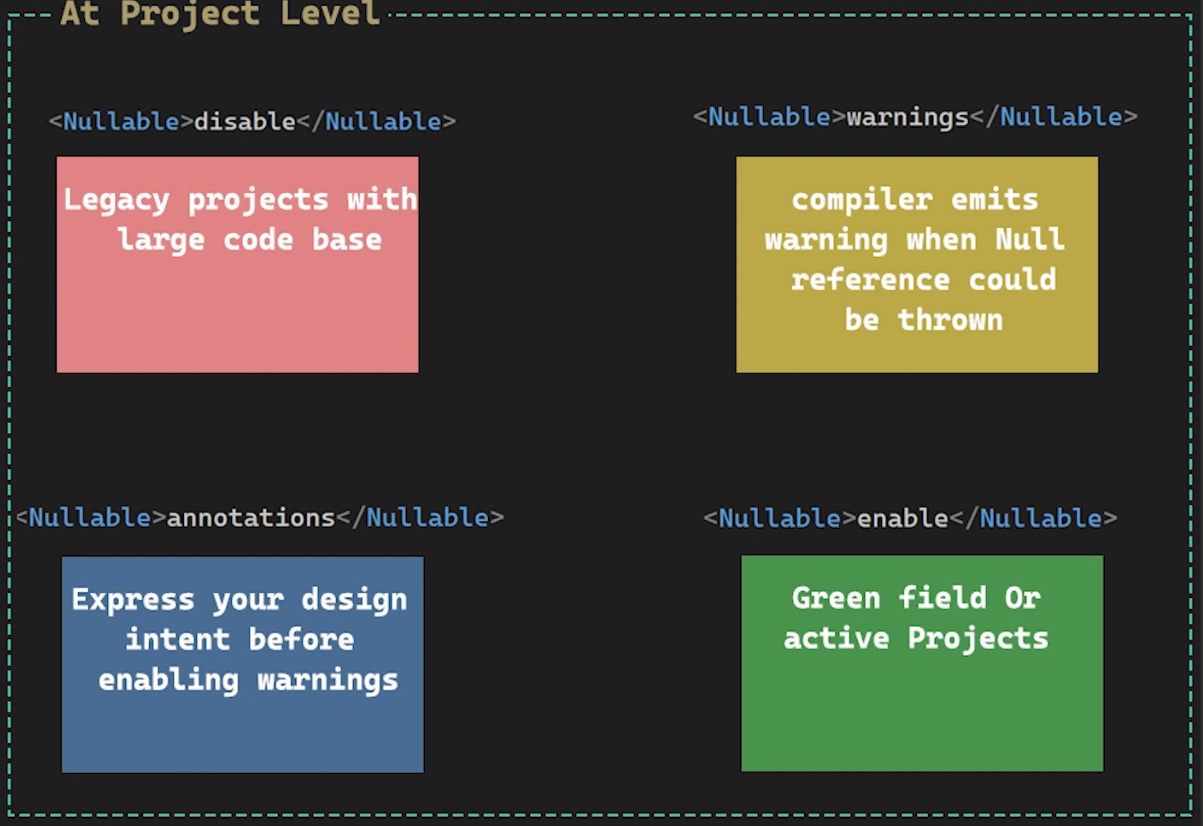 At Project Level
<Nullable>disable</Nullable>
Legacy projects with
large code base
<Nullable>warnings</Nullable>
compiler emits
warning when Null
reference could
be thrown
<Nullable>annotations</Nullable>
Express your design
intent before
enabling warnings
<Nullable>enable</Nullable>
Green field Or
active Projects